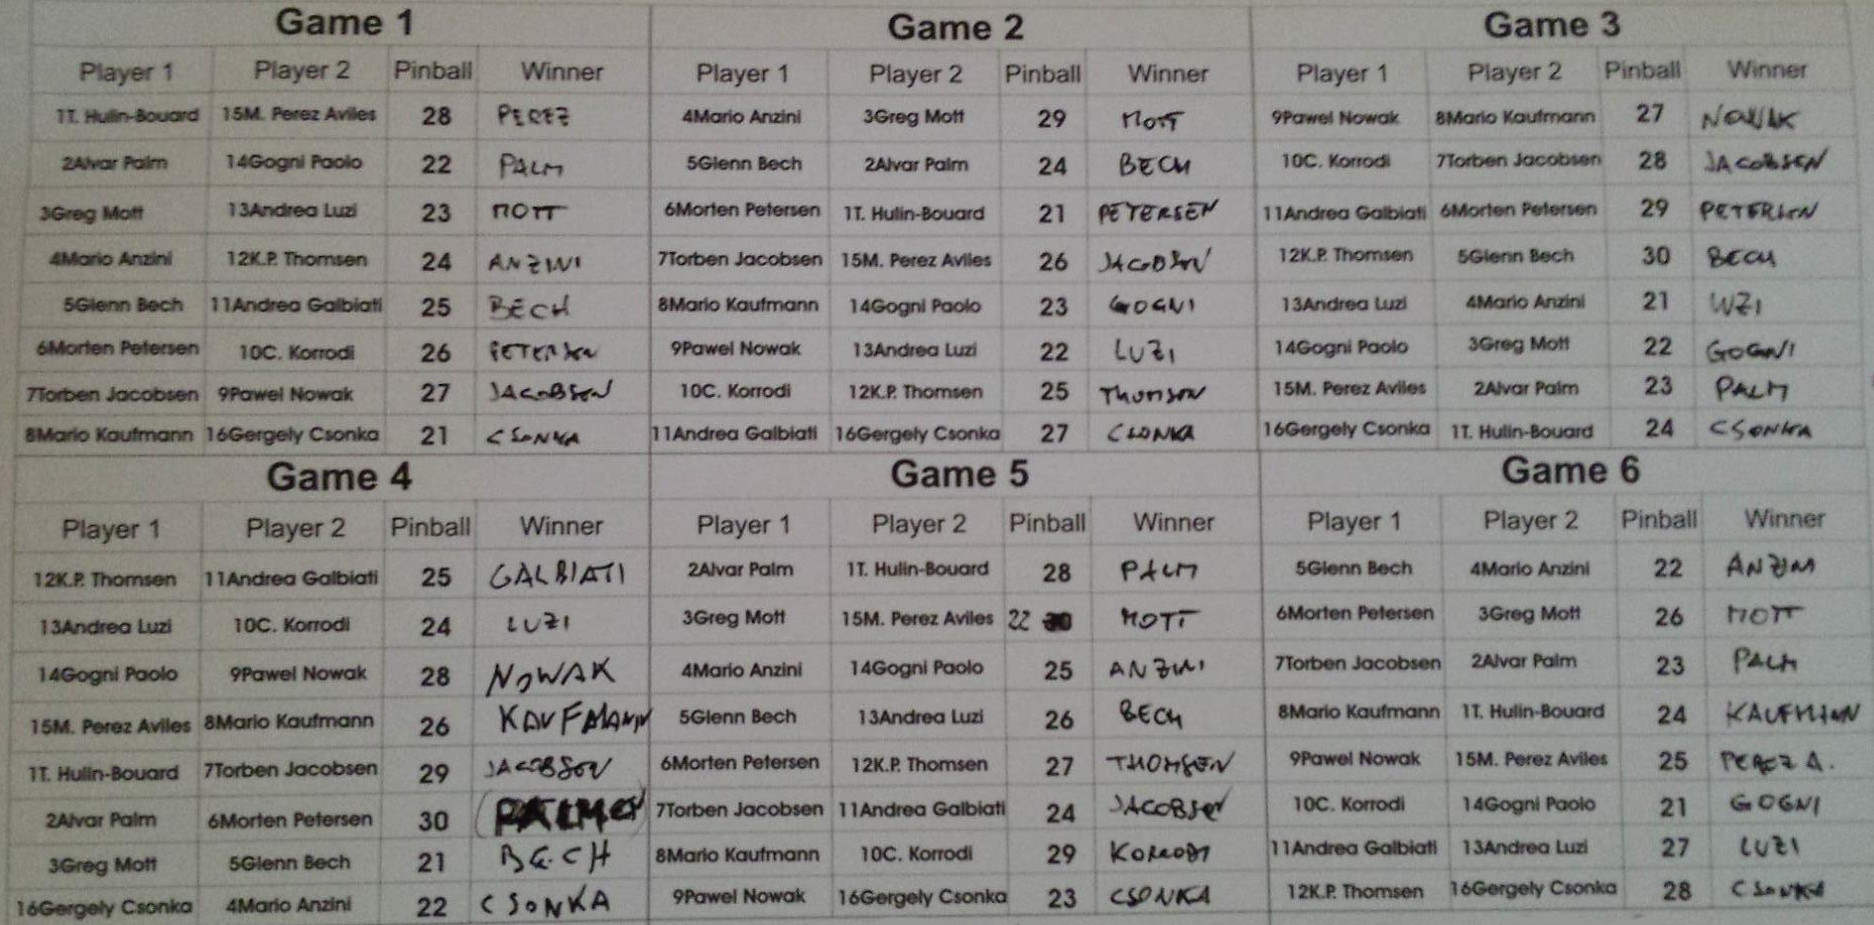 Game 1 Game 2 Game 3
Player 1 Player 2 Pinball Winner Player 1 Player 2 Pinball Winner Player 1 Player 2 Pinball Winner
1T. Hulin-Bouard 15M. Perez Aviles 28 PEREZ 4Mario Anzini 3Greg Mott 29 MOTT 9Pawel Nowak 8Mario Kaufmann 27 NOWAK
2Alvar Palm 14Gogni Paolo 22 PALM 5Glenn Bech 2Alvar Palm 24 BECH 10C. Korrodi 7Torben Jacobsen 28 JACOBSEN
3Greg Mott 13Andrea Luzi 23 MOTT 6Morten Petersen 1T. Hulin-Bouard 21 PETERSEN 11Andrea Galbiati 6Morten Petersen 29 PETERSEN
4Mario Anzini 12K.P. Thomsen 24 ANZINI 7Torben Jacobsen 15M. Perez Aviles 26 JACOBSEN 12K.P. Thomsen 5Glenn Bech 30 BECH
5Glenn Bech 11Andrea Galbiati 25 BECH 8Mario Kaufmann 14Gogni Paolo 23 GOGNI 13Andrea Luzi 4Mario Anzini 21 LUZI
6Morten Petersen 10C. Korrodi 26 PETERSEN 9Pawel Nowak 13Andrea Luzi 22 LUZI 14Gogni Paolo 3Greg Mott 22 GOGNI
7Torben Jacobsen 9Pawel Nowak 27 JACOBSEN 10C. Korrodi 12K.P. Thomsen 25 THOMSEN 15M. Perez Aviles 2Alvar Palm 23 PALM
8Mario Kaufmann 16Gergely Csonka 21 CSONKA 11Andrea Galbiati 16Gergely Csonka 27 CSONKA 16Gergely Csonka 1T. Hulin-Bouard 24 CSONKA
Game 4 Game 5 Game 6
Player 1 Player 2 Pinball Winner Player 1 Player 2 Pinball Winner Player 1 Player 2 Pinball Winner
12K.P. Thomsen 11Andrea Galbiati 25 GALBIATI 2Alvar Palm 1T. Hulin-Bouard 28 PALM 5Glenn Bech 4Mario Anzini 22 ANZINI
13Andrea Luzi 10C. Korrodi 24 LUZI 3Greg Mott 15M. Perez Aviles 22 MOTT 6Morten Petersen 3Greg Mott 26 MOTT
14Gogni Paolo 9Pawel Nowak 28 NOWAK 4Mario Anzini 14Gogni Paolo 25 ANZINI 7Torben Jacobsen 2Alvar Palm 23 PALM
15M. Perez Aviles 8Mario Kaufmann 26 KAUFMANN 5Glenn Bech 13Andrea Luzi 26 BECH 8Mario Kaufmann 1T. Hulin-Bouard 24 KAUFMANN
1T. Hulin-Bouard 7Torben Jacobsen 29 JACOBSEN 6Morten Petersen 12K.P. Thomsen 27 THOMSEN 9Pawel Nowak 15M. Perez Aviles 25 PEREZ A.
2Alvar Palm 6Morten Petersen 30 7Torben Jacobsen 11Andrea Galbiati 24 JACOBSEN 10C. Korrodi 14Gogni Paolo 21 GOGNI
3Greg Mott 5Glenn Bech 21 BECH 8Mario Kaufmann 10C. Korrodi 29 KORRODI 11Andrea Galbiati 13Andrea Luzi 27 LUZI
16Gergely Csonka 4Mario Anzini 22 CSONKA 9Pawel Nowak 16Gergely Csonka 23 CSONKA 12K.P. Thomsen 16Gergely Csonka 28 CSONKA